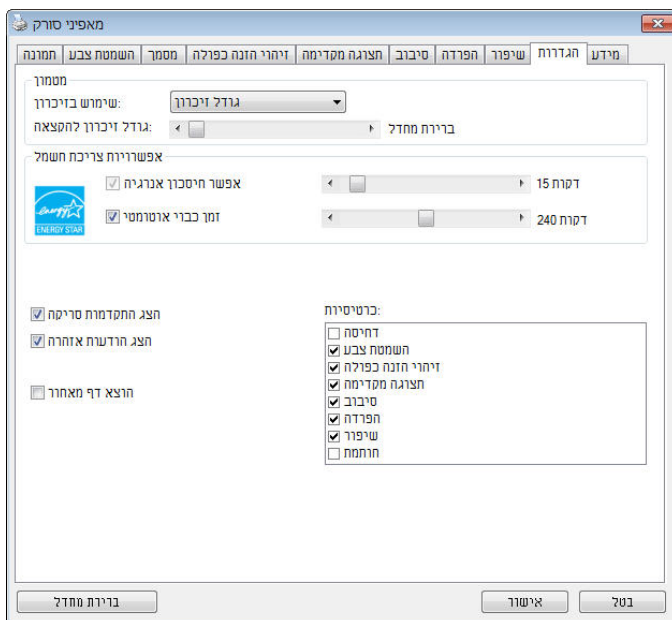 מאפיני סורק
תמונה השמטת צבע מסמך זיהוי הזנה כפולה תצוגה מקדימה סיבוב הפרדה שיפור הגדרות מידע
מטמון
שימוש בזיכרון: גודל זיכרון
גודל זיכרון להקצאה: ברירת מחדל
אפשרויות צריכת חשמל
אפשר חיסכון אנרגיה 15 דקות
זמן כבוי אוטומטי 240 דקות
energy
ENERGY STAR
הצג התקדמות סריקה
הצג הודעות אזהרה
הוצא דף מאחור
כרטיסיות:
דחיסה
השמטת צבע
זיהוי הזנה כפולה
תצוגה מקדימה
סיבוב
הפרדה
שיפור
חותמת
ברירת מחדל אישור בטל